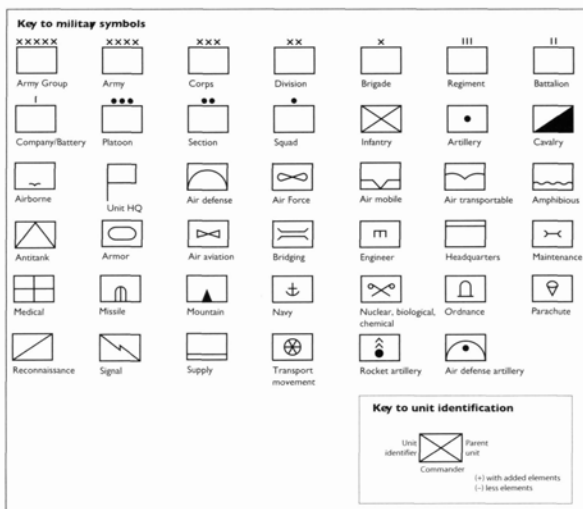 Key to military symbols
XXXXX XXXX XXX XX X III II
Army Group Army Corps Division Brigade Regiment Battalion
I ••• •• •
Company/Battery Platoon Section Squad Infantry Artillery Cavalry
Airborne Unit HQ Air defense Air Force Air mobile Air transportable Amphibious
Antitank Armor Air aviation Bridging Engineer Headquarters Maintenance
Medical Missile Mountain Navy Nuclear, biological, Ordnance Parachute
chemical
Reconnaissance Signal Supply Transport Rocket artillery Air defense artillery
movement
Key to unit identification
Unit Parent
identifier unit
Commander
(+) with added elements
(–) less elements